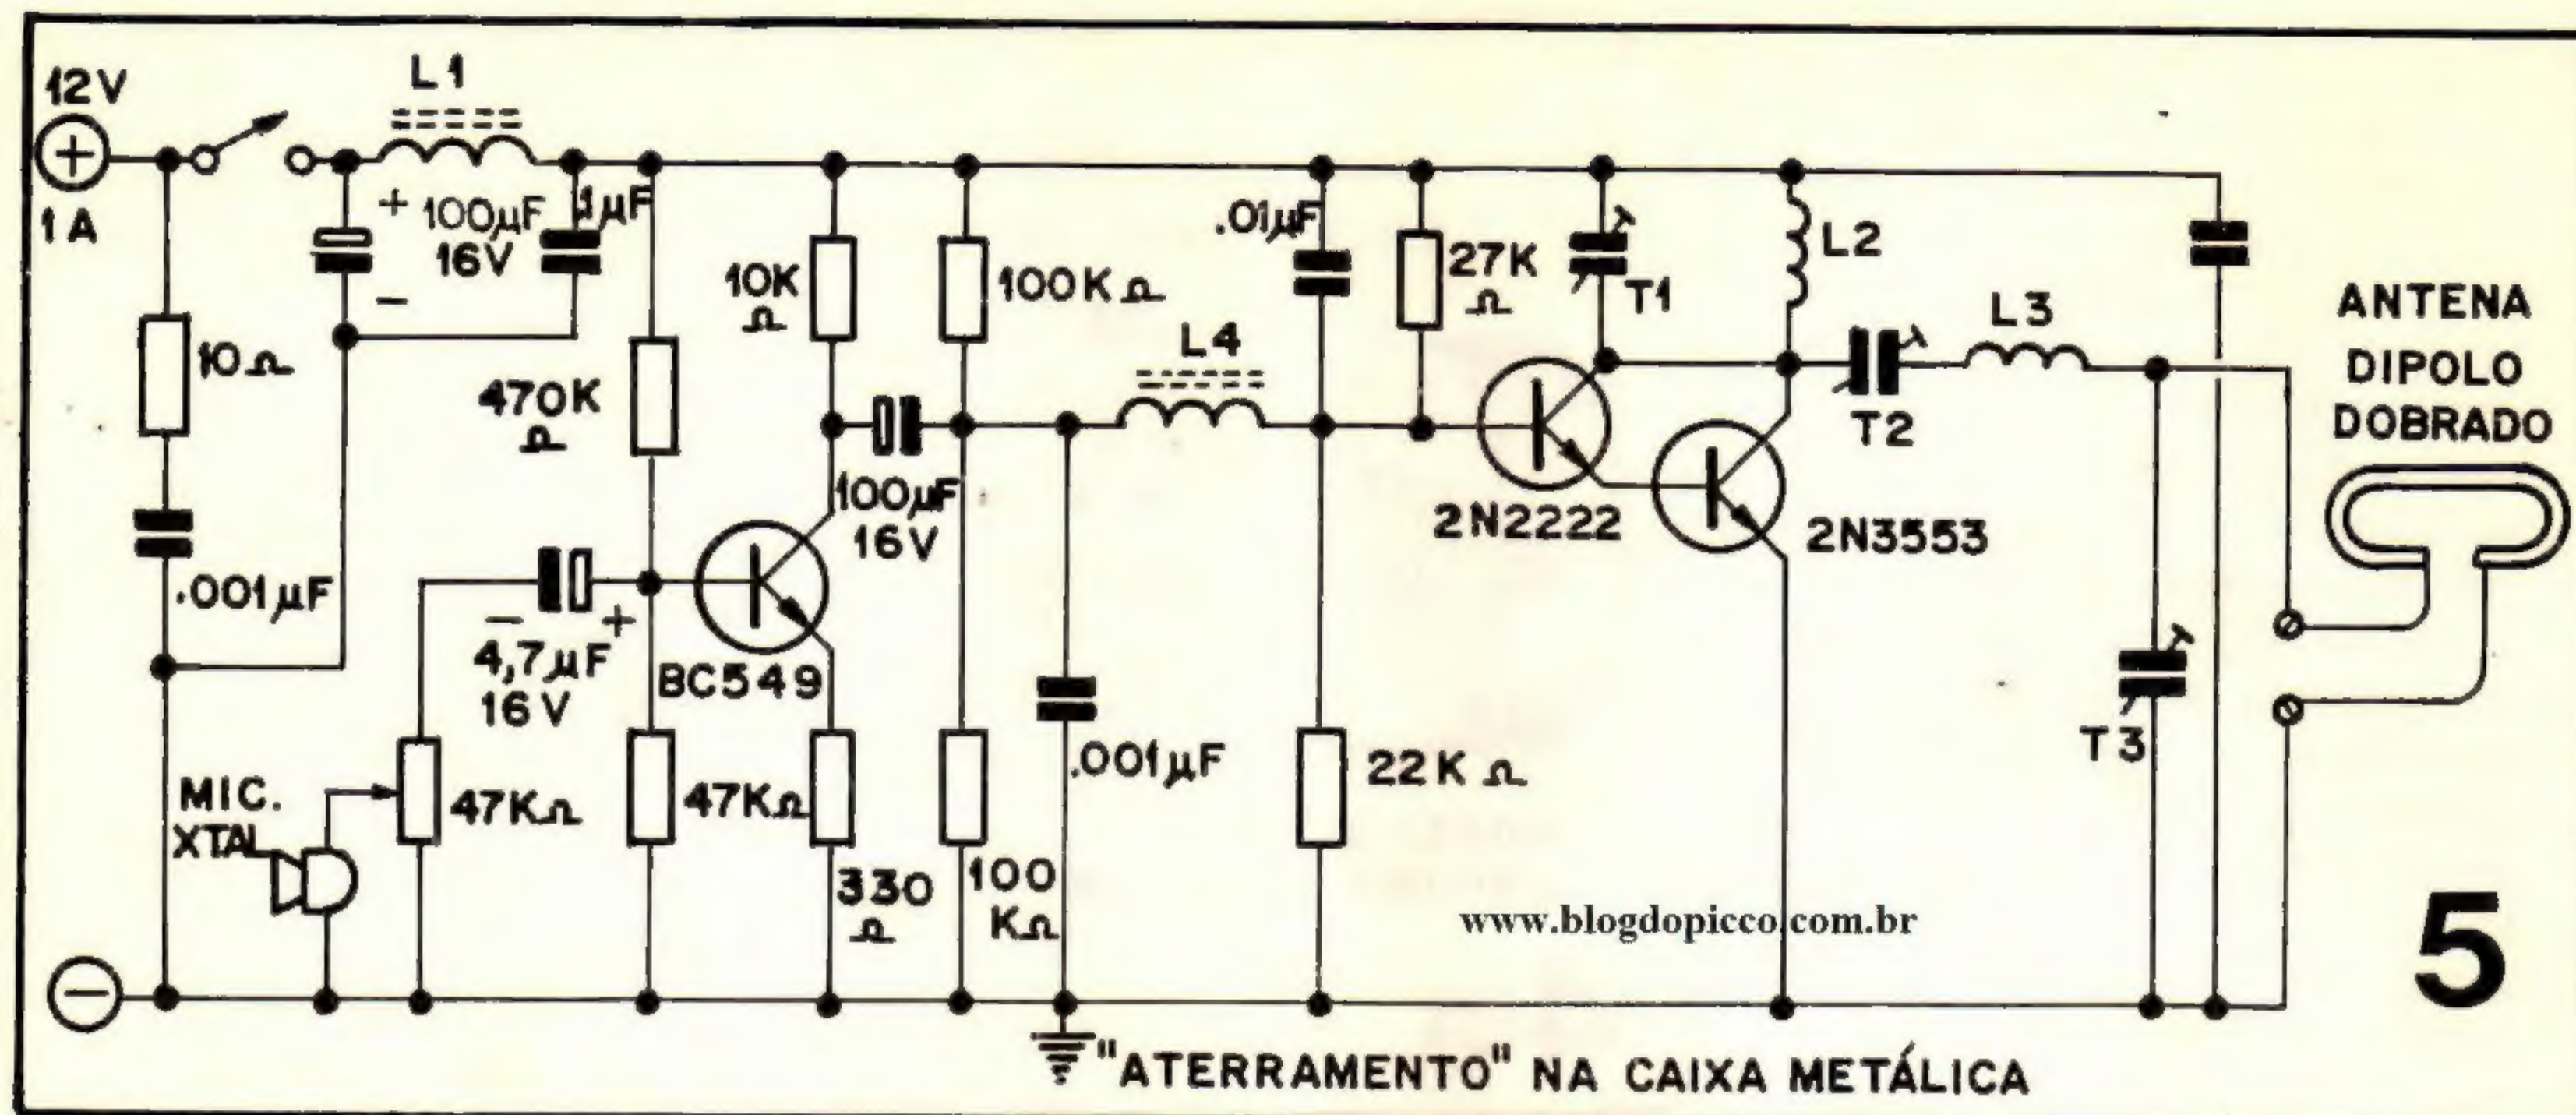 12V
1A
L1
+ 100µF
16V
-
.1µF
10Ω
.001µF
470K
Ω
10K
Ω
100KΩ
100µF
16V
- +
4,7µF
16V
BC549
MIC.
XTAL
47KΩ
47KΩ
330
Ω
100
KΩ
L4
.001µF
.01µF
27K
Ω
22KΩ
2N2222
2N3553
T1
L2
T2
L3
T3
ANTENA
DIPOLO
DOBRADO
www.blogdopicco.com.br
5
"ATERRAMENTO" NA CAIXA METÁLICA